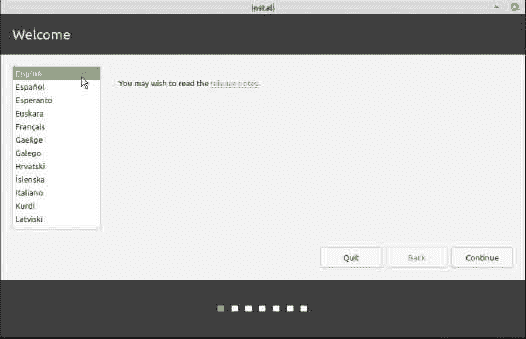 Install
Welcome
English
Español
Esperanto
Euskara
Français
Gaeilge
Galego
Hrvatski
Íslenska
Italiano
Kurdî
Latviski
You may wish to read the release notes.
Quit
Back
Continue